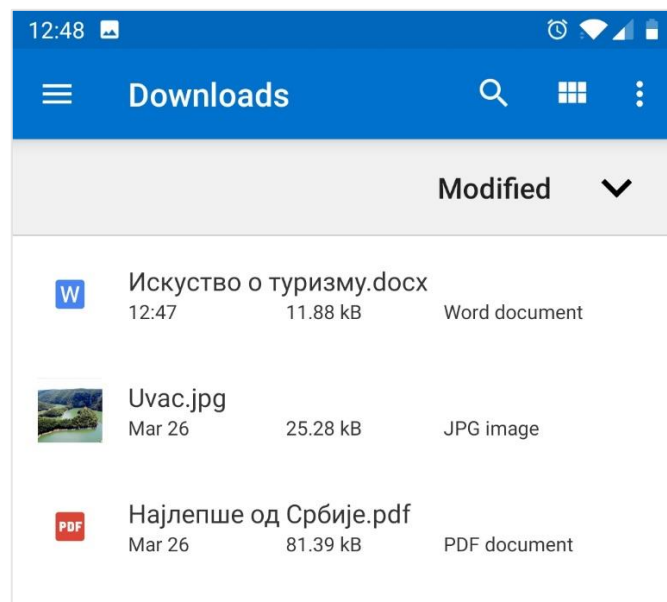 12:48
Downloads
Modified
W
Искуство о туризму.docx
12:47 11.88 kB Word document
Uvac.jpg
Mar 26 25.28 kB JPG image
PDF
Најлепше од Србије.pdf
Mar 26 81.39 kB PDF document